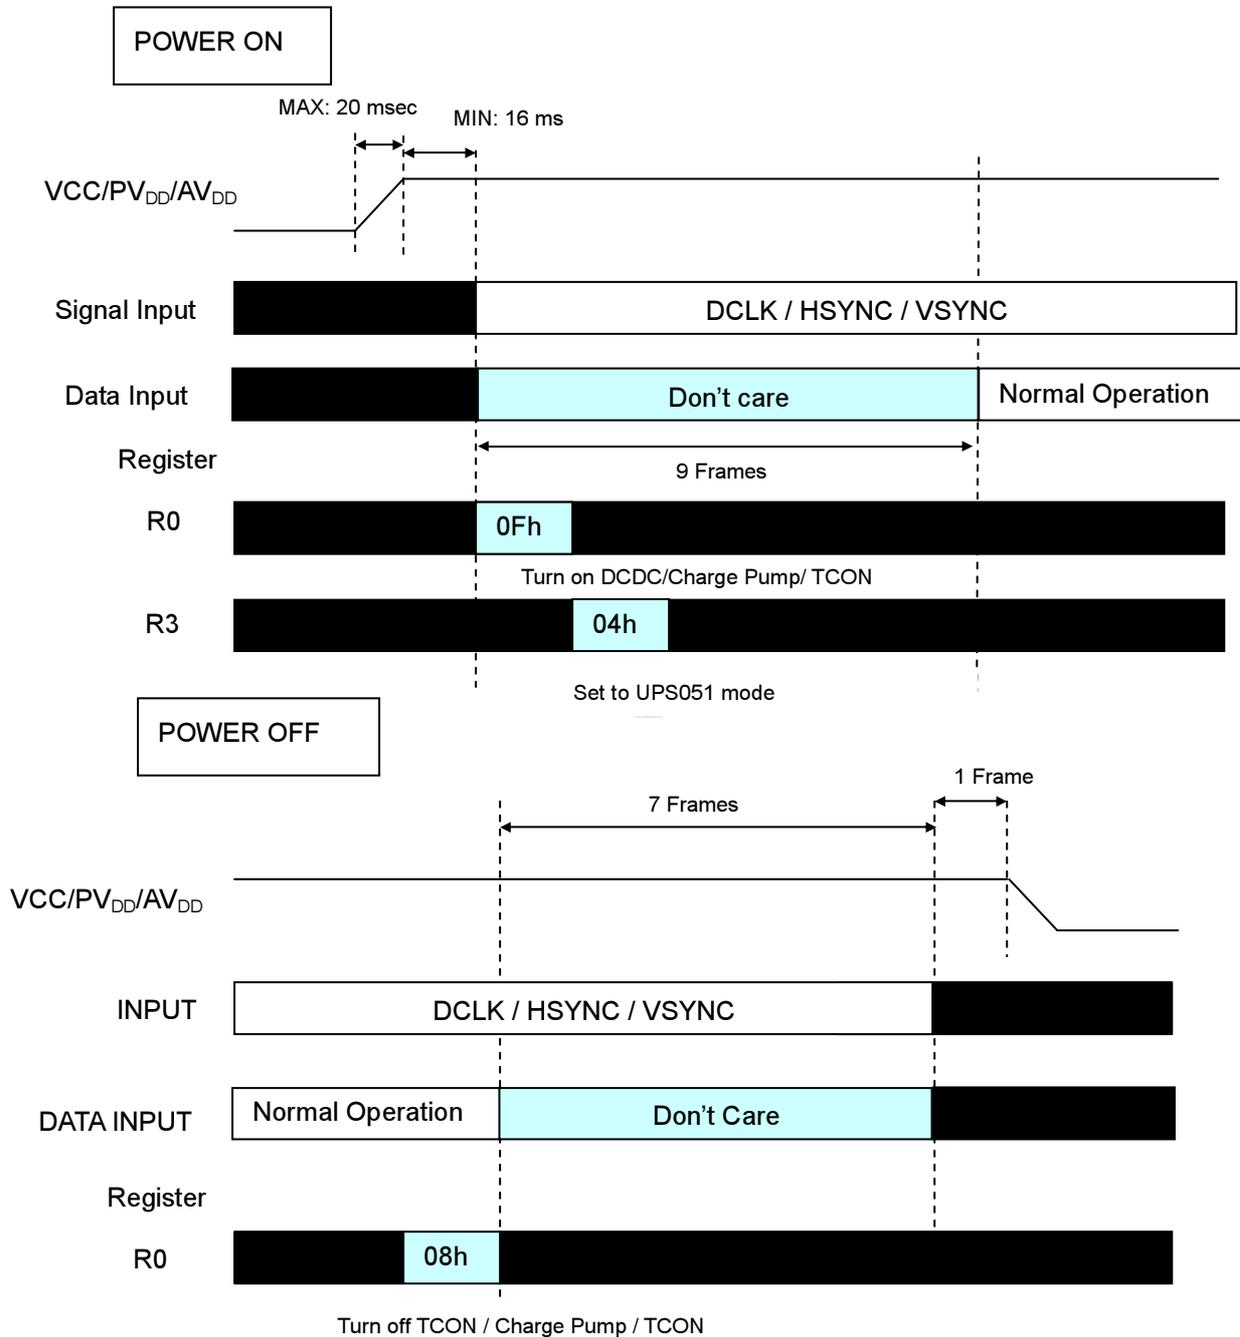 POWER ON
MAX: 20 msec
MIN: 16 ms
VCC/PVDD/AVDD
Signal Input
DCLK / HSYNC / VSYNC
Data Input
Don't care
Normal Operation
Register
9 Frames
R0
0Fh
Turn on DCDC/Charge Pump/ TCON
R3
04h
Set to UPS051 mode
POWER OFF
1 Frame
7 Frames
VCC/PVDD/AVDD
INPUT
DCLK / HSYNC / VSYNC
DATA INPUT
Normal Operation
Don't Care
Register
R0
08h
Turn off TCON / Charge Pump / TCON